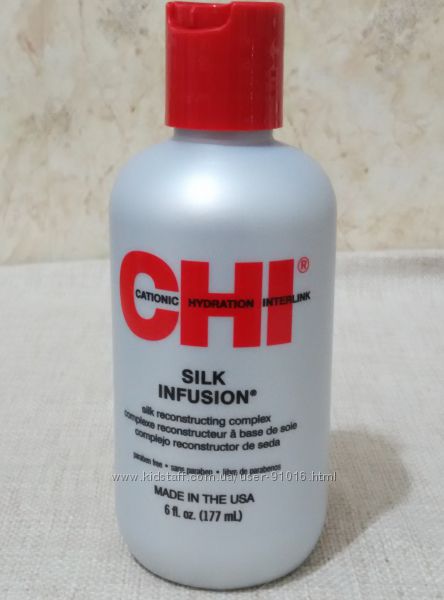 CHI®
CATIONIC HYDRATION INTERLINK
SILK
INFUSION®
silk reconstructing complex
complexe reconstructeur à base de soie
complejo reconstructor de seda
paraben free • sans paraben • libre de parabenos
www.kidstaff.com.ua/user-91016.html
MADE IN THE USA
6 fl. oz. (177 mL)